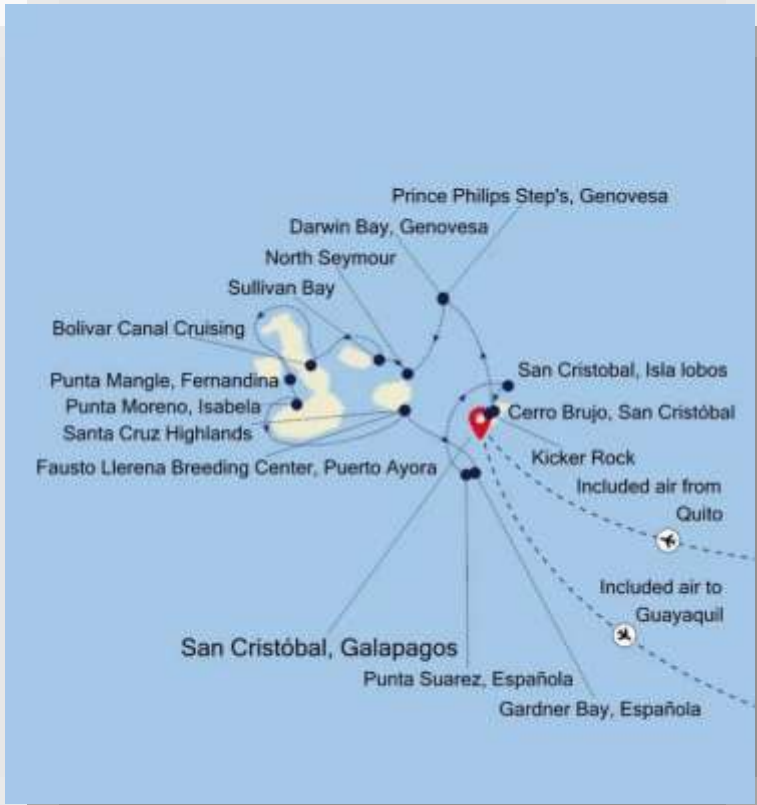 Prince Philips Step's, Genovesa
Darwin Bay, Genovesa
North Seymour
Sullivan Bay
Bolivar Canal Cruising
Punta Mangle, Fernandina
Punta Moreno, Isabela
Santa Cruz Highlands
Fausto Llerena Breeding Center, Puerto Ayora
San Cristobal, Isla lobos
Cerro Brujo, San Cristóbal
Kicker Rock
Included air from
Quito
Included air to
Guayaquil
San Cristóbal, Galapagos
Punta Suarez, Española
Gardner Bay, Española